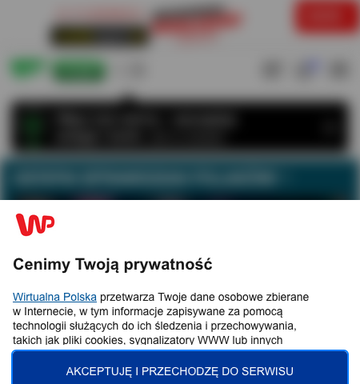 WP
Cenimy Twoją prywatność
Wirtualna Polska przetwarza Twoje dane osobowe zbierane
w Internecie, w tym informacje zapisywane za pomocą
technologii służących do ich śledzenia i przechowywania,
takich jak pliki cookies, sygnalizatory WWW lub innych
AKCEPTUJĘ I PRZECHODZĘ DO SERWISU